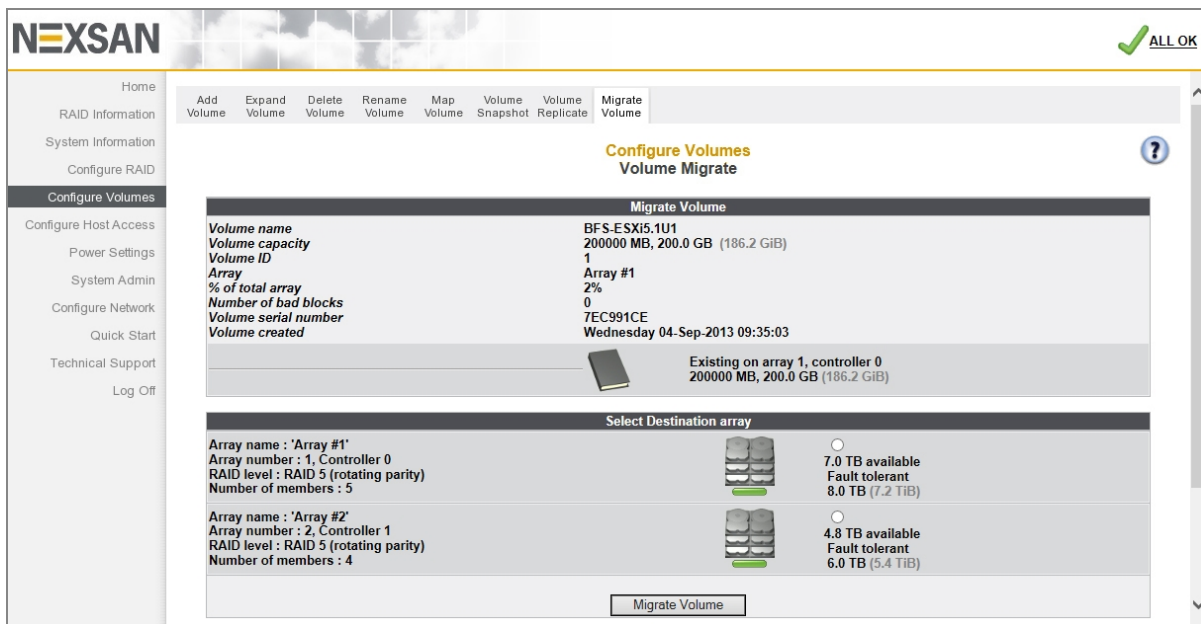 NEXSAN
ALL OK
Home
RAID Information
System Information
Configure RAID
Configure Volumes
Configure Host Access
Power Settings
System Admin
Configure Network
Quick Start
Technical Support
Log Off
Add Volume
Expand Volume
Delete Volume
Rename Volume
Map Volume
Volume Snapshot
Volume Replicate
Migrate Volume
Configure Volumes
Volume Migrate
?
Migrate Volume
Volume name BFS-ESXi5.1U1
Volume capacity 200000 MB, 200.0 GB (186.2 GiB)
Volume ID 1
Array Array #1
% of total array 2%
Number of bad blocks 0
Volume serial number 7EC991CE
Volume created Wednesday 04-Sep-2013 09:35:03
Existing on array 1, controller 0
200000 MB, 200.0 GB (186.2 GiB)
Select Destination array
Array name : 'Array #1'
Array number : 1, Controller 0
RAID level : RAID 5 (rotating parity)
Number of members : 5
7.0 TB available
Fault tolerant
8.0 TB (7.2 TiB)
Array name : 'Array #2'
Array number : 2, Controller 1
RAID level : RAID 5 (rotating parity)
Number of members : 4
4.8 TB available
Fault tolerant
6.0 TB (5.4 TiB)
Migrate Volume